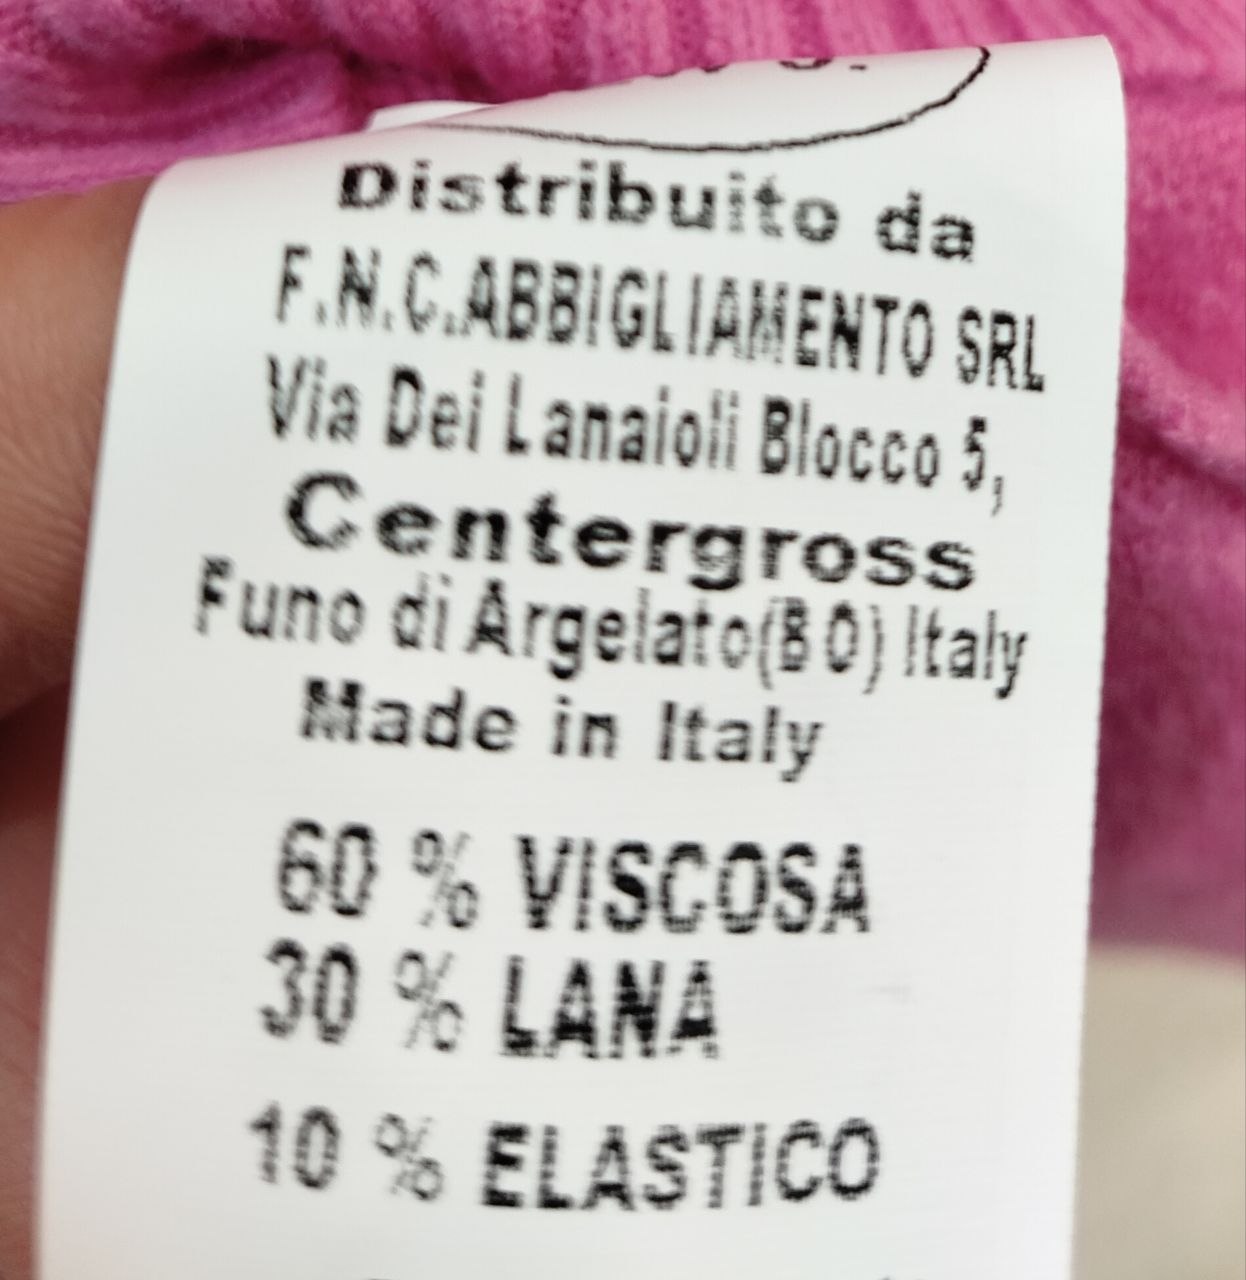 Distribuito da
F.N.C.ABBIGLIAMENTO SRL
Via Dei Lanaioli Blocco 5,
Centergross
Funo di Argelato(BO) Italy
Made in Italy
60 % VISCOSA
30 % LANA
10 % ELASTICO